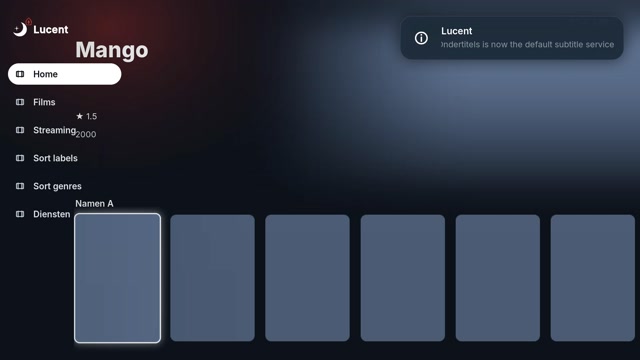 Lucent
Mango
Home
Films
★ 1.5
Streaming
2000
Sort labels
Sort genres
Namen A
Diensten
Lucent
is now the default subtitle service